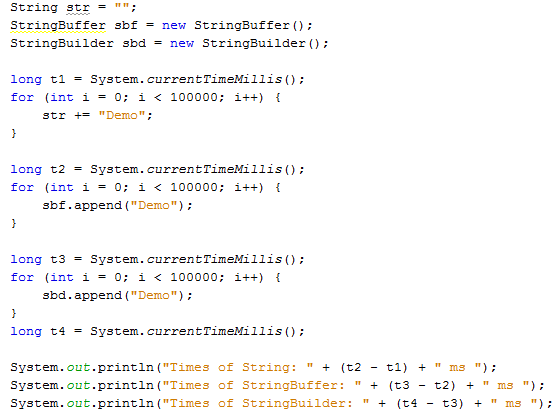 String str = "";
StringBuffer sbf = new StringBuffer();
StringBuilder sbd = new StringBuilder();
long t1 = System.currentTimeMillis();
for (int i = 0; i < 100000; i++) {
str += "Demo";
}
long t2 = System.currentTimeMillis();
for (int i = 0; i < 100000; i++) {
sbf.append("Demo");
}
long t3 = System.currentTimeMillis();
for (int i = 0; i < 100000; i++) {
sbd.append("Demo");
}
long t4 = System.currentTimeMillis();
System.out.println("Times of String: " + (t2 - t1) + " ms ");
System.out.println("Times of StringBuffer: " + (t3 - t2) + " ms ");
System.out.println("Times of StringBuilder: " + (t4 - t3) + " ms ");